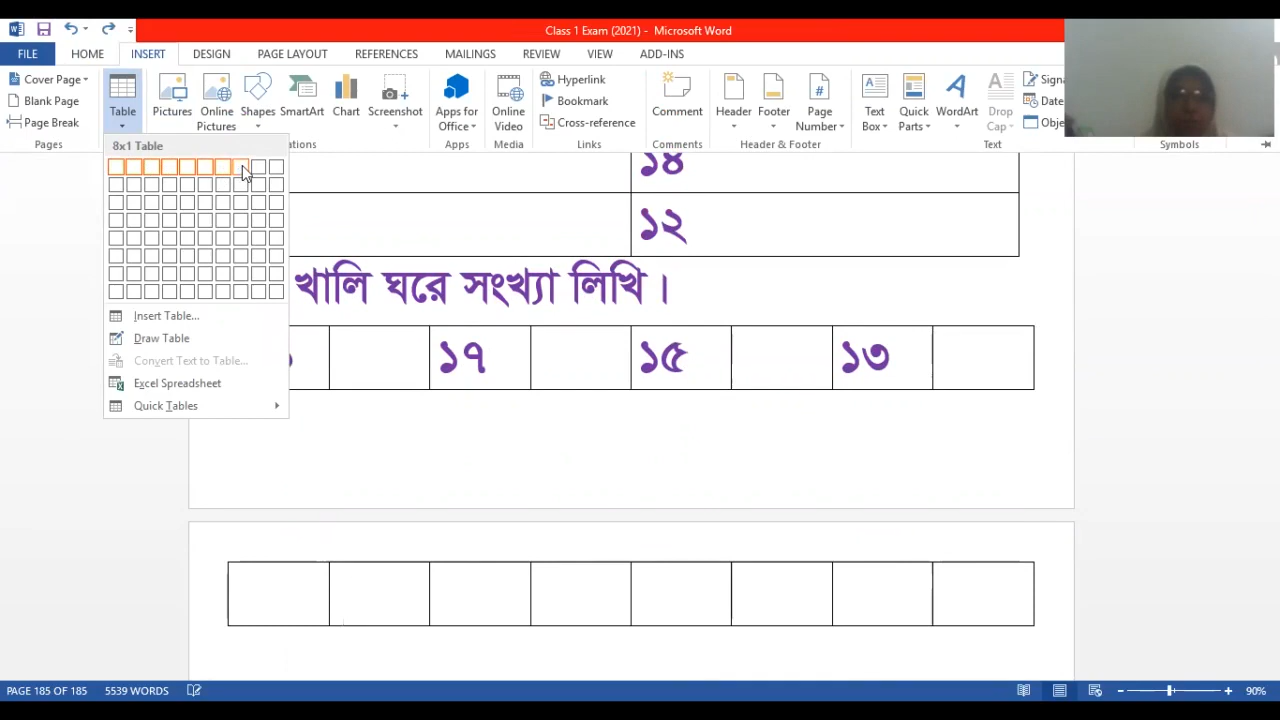 Class 1 Exam (2021) - Microsoft Word
FILE HOME INSERT DESIGN PAGE LAYOUT REFERENCES MAILINGS REVIEW VIEW ADD-INS
Cover Page
Blank Page
Page Break
Pages
Table
Pictures
Online Pictures
Shapes
SmartArt
Chart
Screenshot
Apps for Office
Apps
Online Video
Media
Hyperlink
Bookmark
Cross-reference
Links
Comment
Comments
Header
Footer
Page Number
Header & Footer
Text Box
Quick Parts
WordArt
Drop Cap
Text
Symbols
8x1 Table
Insert Table...
Draw Table
Convert Text to Table...
Excel Spreadsheet
Quick Tables
১৪
১২
খালি ঘরে সংখ্যা লিখি।
১৭ ১৫ ১৩
PAGE 185 OF 185 5539 WORDS 90%